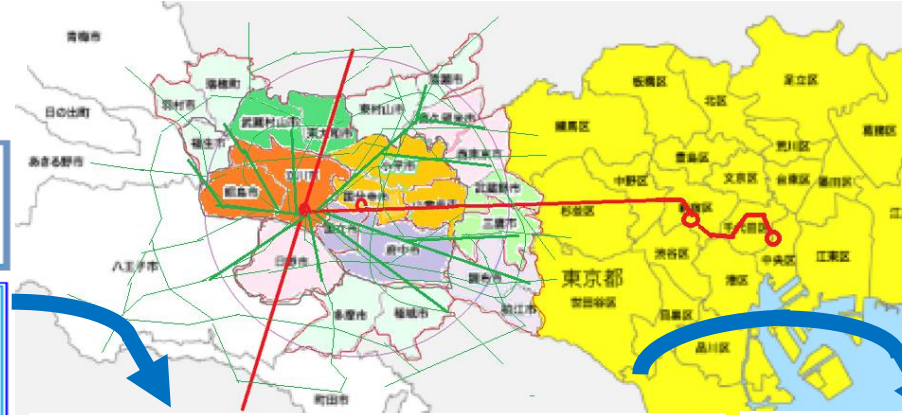 青梅市
瑞穂町
羽村市
日の出町
武蔵村山市
東大和市
東村山市
清瀬市
東久留米市
福生市
あきる野市
昭島市
立川市
小平市
西東京市
国分寺市
小金井市
武蔵野市
国立市
三鷹市
府中市
日野市
調布市
八王子市
狛江市
多摩市
稲城市
町田市
板橋区
足立区
北区
練馬区
葛飾区
荒川区
豊島区
中野区
文京区
台東区
墨田区
杉並区
新宿区
千代田区
江
渋谷区
中央区
江東区
東京都
港区
世田谷区
目黒区
品川区